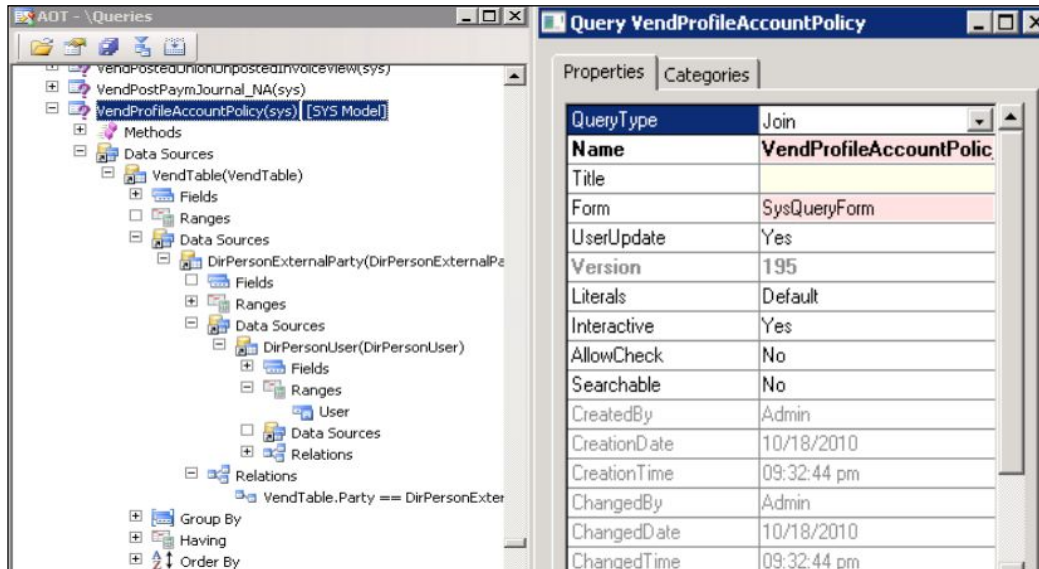 AOT - \Queries
VendPostedUnionUnpostedInvoiceView(sys)
VendPostPaymJournal_NA(sys)
VendProfileAccountPolicy(sys) [SYS Model]
Methods
Data Sources
VendTable(VendTable)
Fields
Ranges
Data Sources
DirPersonExternalParty(DirPersonExternalPa
Fields
Ranges
Data Sources
DirPersonUser(DirPersonUser)
Fields
Ranges
User
Data Sources
Relations
Relations
VendTable.Party == DirPersonExter
Group By
Having
Order By
Query VendProfileAccountPolicy
Properties Categories
QueryType Join
Name VendProfileAccountPolic
Title
Form SysQueryForm
UserUpdate Yes
Version 195
Literals Default
Interactive Yes
AllowCheck No
Searchable No
CreatedBy Admin
CreationDate 10/18/2010
CreationTime 09:32:44 pm
ChangedBy Admin
ChangedDate 10/18/2010
ChangedTime 09:32:44 pm